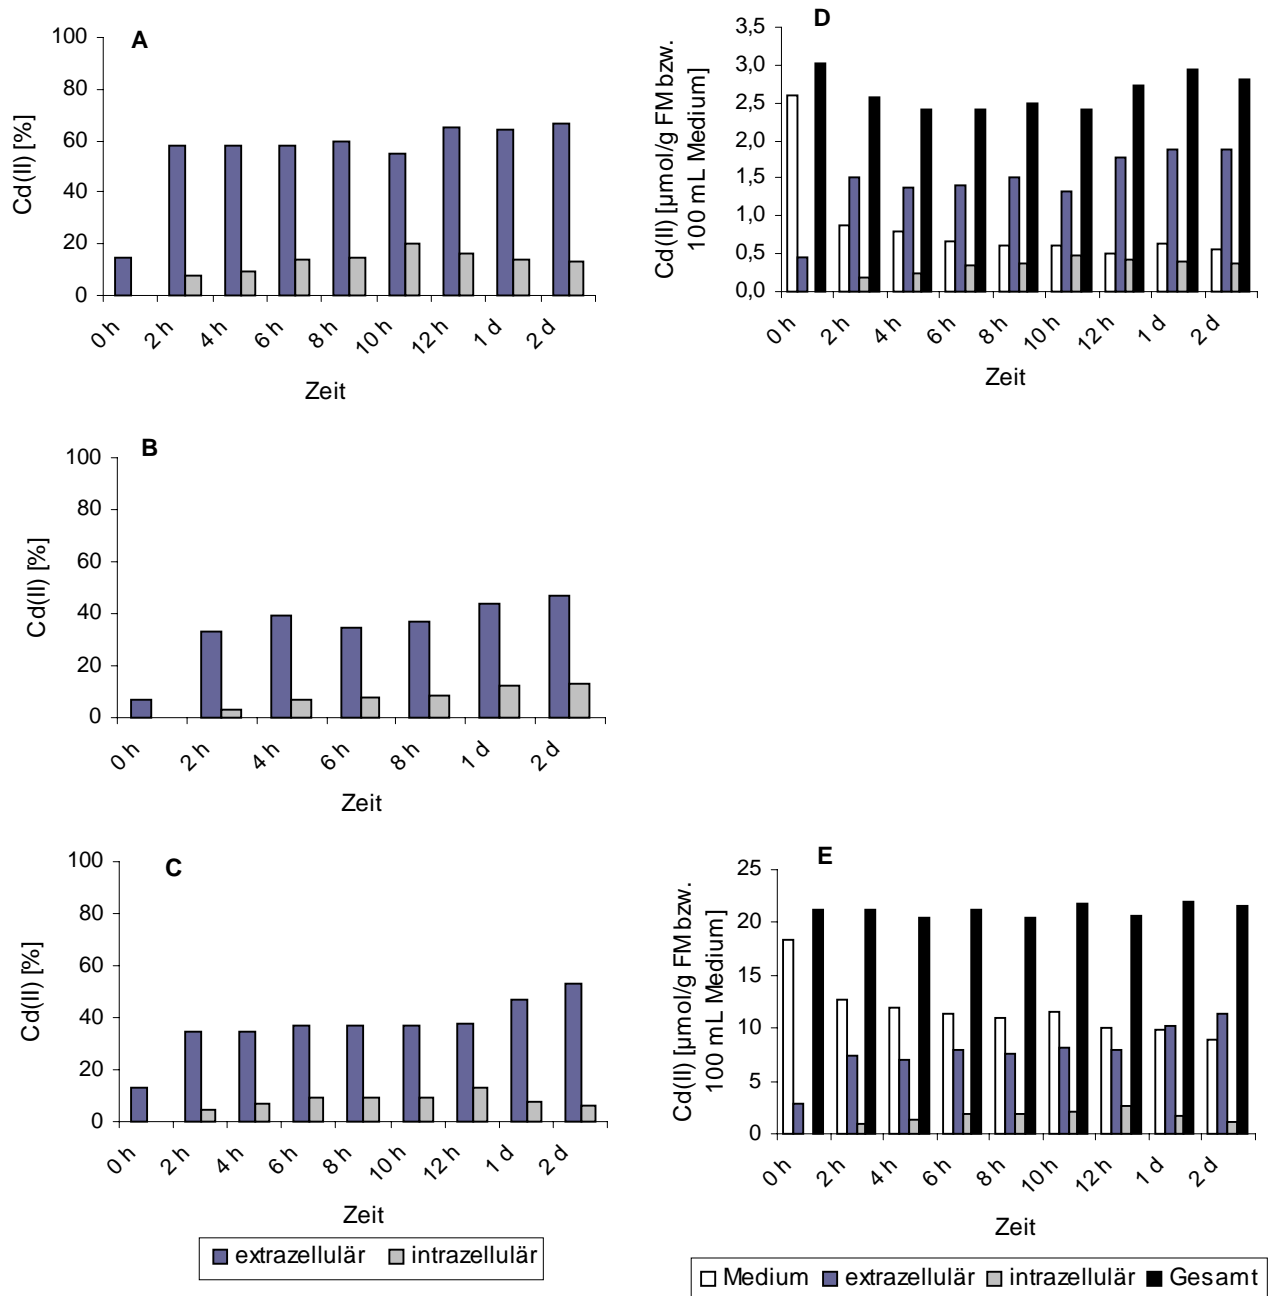 A
Cd(II) [%]
100
80
60
40
20
0
0 h 2 h 4 h 6 h 8 h 10 h 12 h 1 d 2 d
Zeit
D
Cd(II) [µmol/g FM bzw.
100 mL Medium]
3,5
3,0
2,5
2,0
1,5
1,0
0,5
0,0
0 h 2 h 4 h 6 h 8 h 10 h 12 h 1 d 2 d
Zeit
B
Cd(II) [%]
100
80
60
40
20
0
0 h 2 h 4 h 6 h 8 h 1 d 2 d
Zeit
C
Cd(II) [%]
100
80
60
40
20
0
0 h 2 h 4 h 6 h 8 h 10 h 12 h 1 d 2 d
Zeit
extrazellulär intrazellulär
E
Cd(II) [µmol/g FM bzw.
100 mL Medium]
25
20
15
10
5
0
0 h 2 h 4 h 6 h 8 h 10 h 12 h 1 d 2 d
Zeit
Medium extrazellulär intrazellulär Gesamt